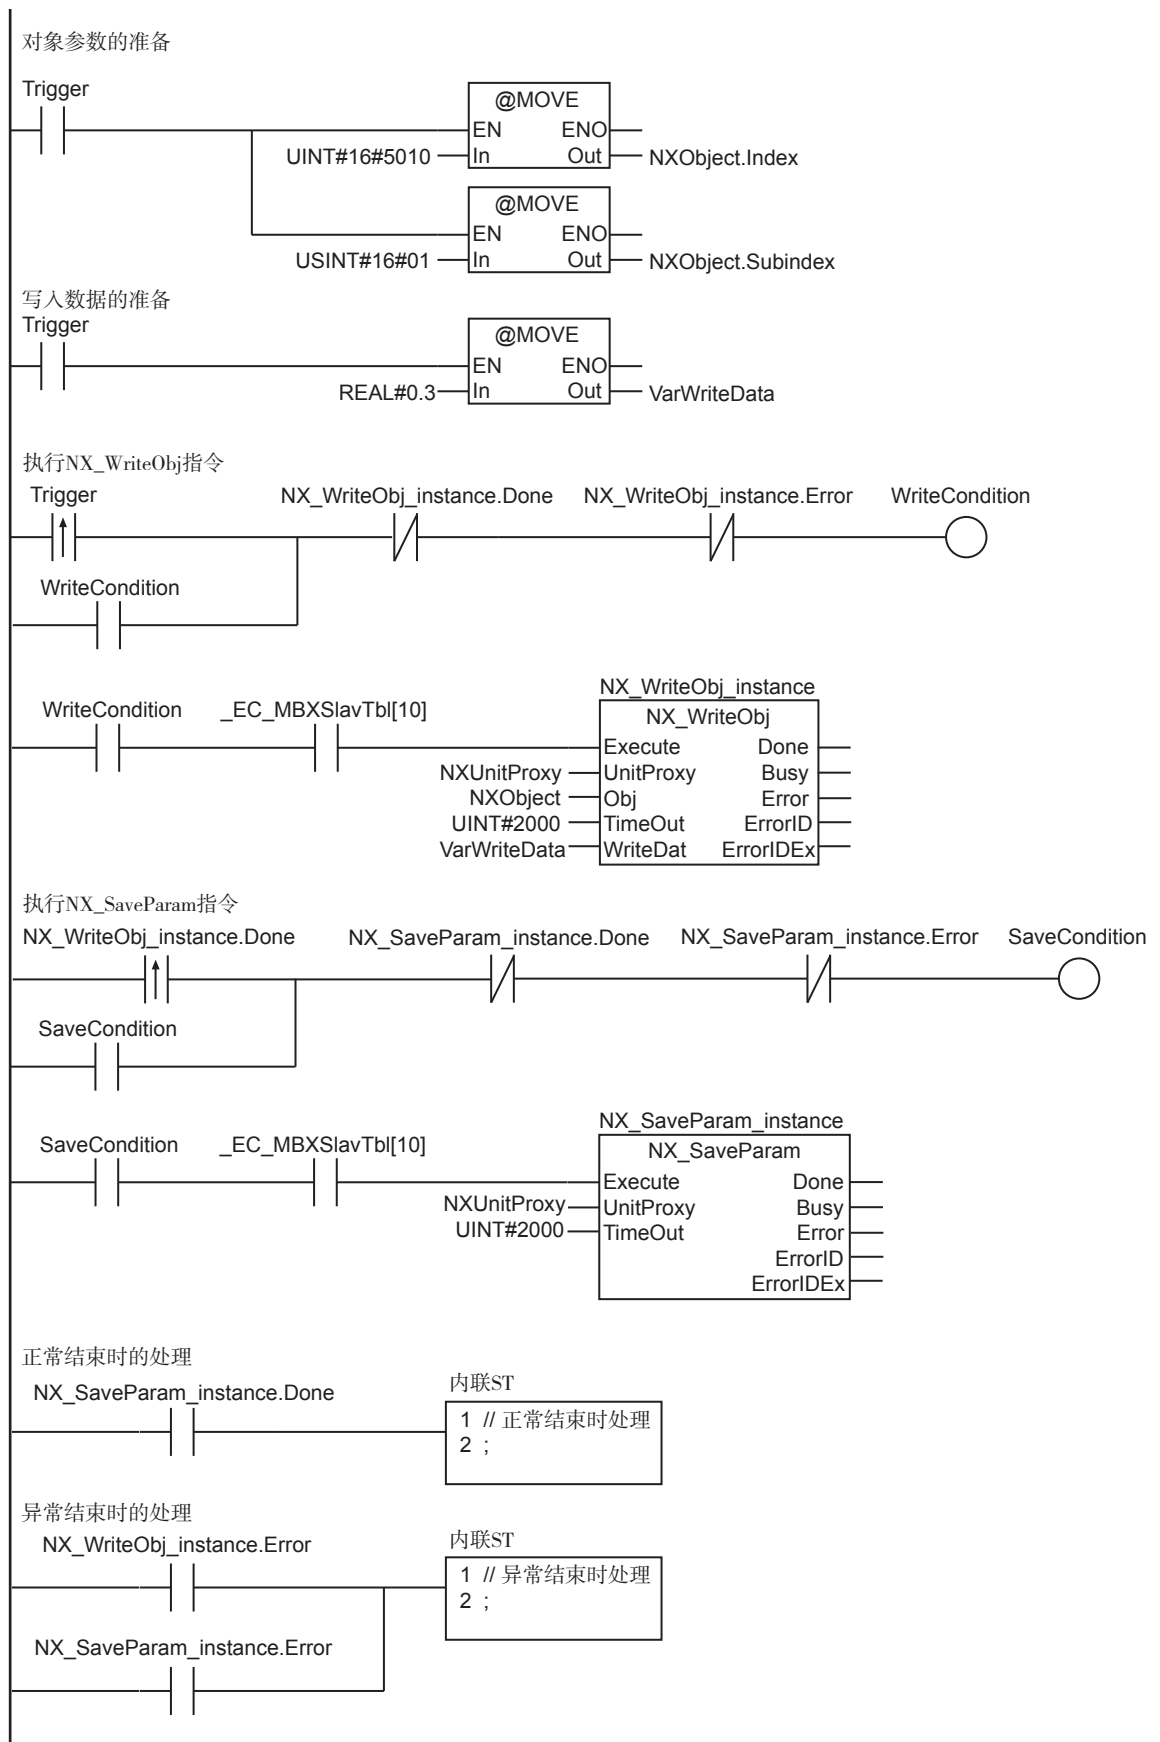 对象参数的准备
Trigger
@MOVE
EN ENO
UINT#16#5010 In Out NXObject.Index
@MOVE
EN ENO
USINT#16#01 In Out NXObject.Subindex
写入数据的准备
Trigger
@MOVE
EN ENO
REAL#0.3 In Out VarWriteData
执行NX_WriteObj指令
Trigger NX_WriteObj_instance.Done NX_WriteObj_instance.Error WriteCondition
WriteCondition
NX_WriteObj_instance
WriteCondition _EC_MBXSlavTbl[10] NX_WriteObj
Execute Done
NXUnitProxy UnitProxy Busy
NXObject Obj Error
UINT#2000 TimeOut ErrorID
VarWriteData WriteDat ErrorIDEx
执行NX_SaveParam指令
NX_WriteObj_instance.Done NX_SaveParam_instance.Done NX_SaveParam_instance.Error SaveCondition
SaveCondition
NX_SaveParam_instance
SaveCondition _EC_MBXSlavTbl[10] NX_SaveParam
Execute Done
NXUnitProxy UnitProxy Busy
UINT#2000 TimeOut Error
ErrorID
ErrorIDEx
正常结束时的处理
NX_SaveParam_instance.Done 内联ST
1 // 正常结束时处理
2 ;
异常结束时的处理
NX_WriteObj_instance.Error 内联ST
1 // 异常结束时处理
2 ;
NX_SaveParam_instance.Error